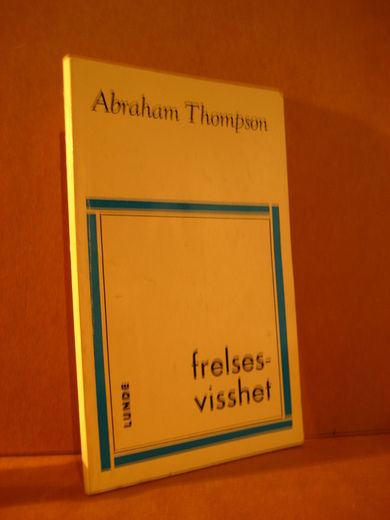 Abraham Thompson
frelses=
visshet
LUNDE